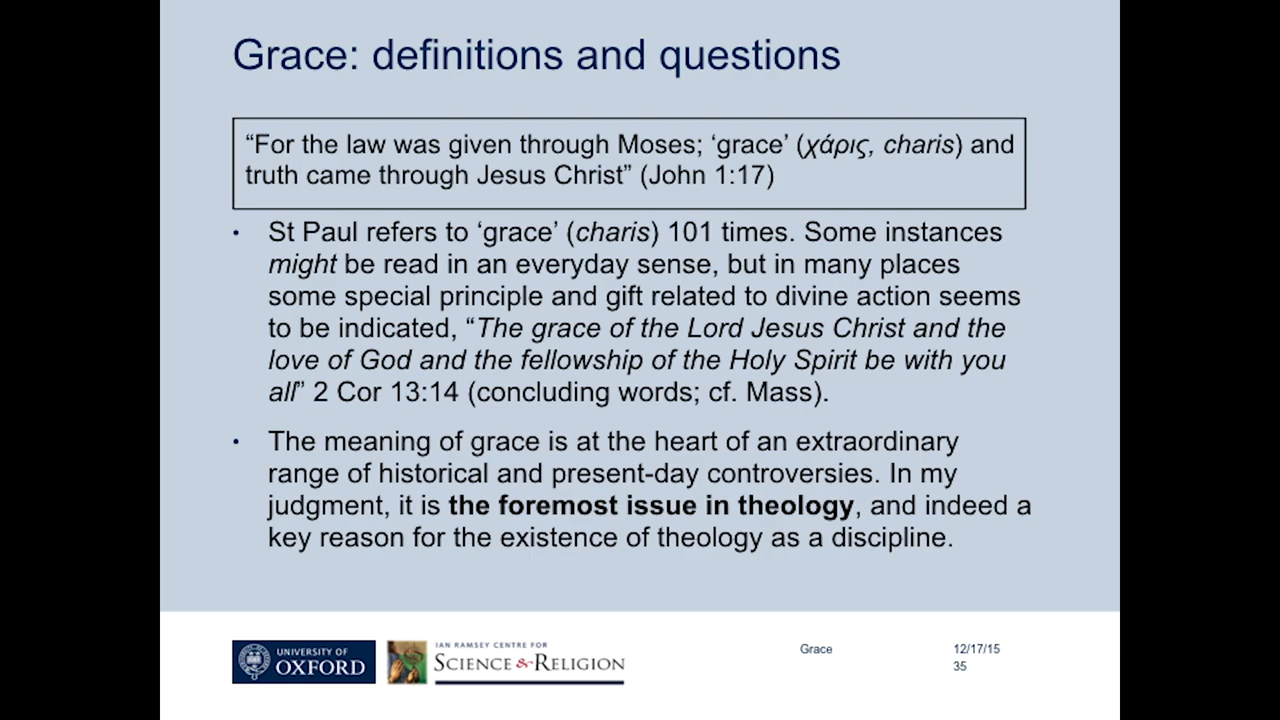 Grace: definitions and questions
“For the law was given through Moses; ‘grace’ (χάρις, charis) and
truth came through Jesus Christ” (John 1:17)
• St Paul refers to ‘grace’ (charis) 101 times. Some instances
might be read in an everyday sense, but in many places
some special principle and gift related to divine action seems
to be indicated, “The grace of the Lord Jesus Christ and the
love of God and the fellowship of the Holy Spirit be with you
all” 2 Cor 13:14 (concluding words; cf. Mass).
• The meaning of grace is at the heart of an extraordinary
range of historical and present-day controversies. In my
judgment, it is the foremost issue in theology, and indeed a
key reason for the existence of theology as a discipline.
UNIVERSITY OF
OXFORD
IAN RAMSEY CENTRE FOR
SCIENCE & RELIGION
Grace
12/17/15
35